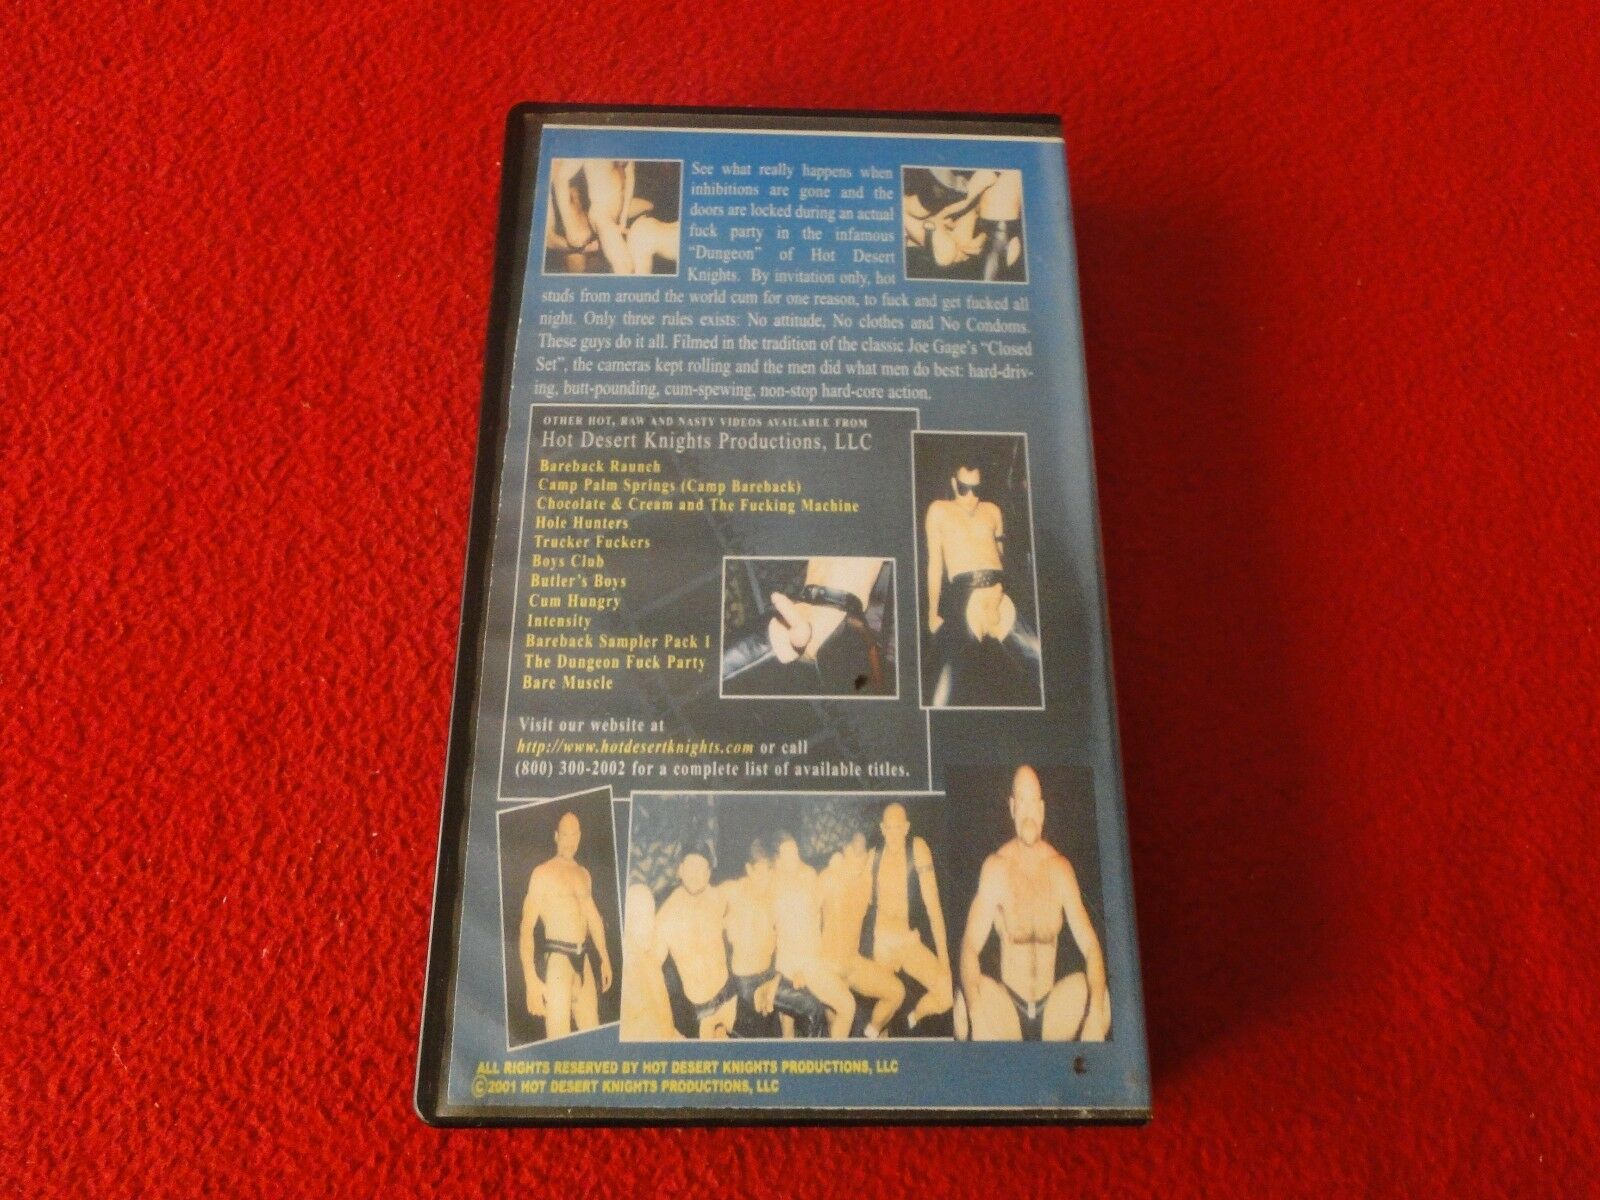 See what really happens when
inhibitions are gone and the
doors are locked during an actual
fuck party in the infamous
“Dungeon” of Hot Desert
Knights. By invitation only, hot
studs from around the world cum for one reason, to fuck and get fucked all
night. Only three rules exists: No attitude, No clothes and No Condoms.
These guys do it all. Filmed in the tradition of the classic Joe Gage’s “Closed
Set”, the cameras kept rolling and the men did what men do best: hard-driv-
ing, butt-pounding, cum-spewing, non-stop hard-core action.
OTHER HOT, RAW AND NASTY VIDEOS AVAILABLE FROM
Hot Desert Knights Productions, LLC
Bareback Raunch
Camp Palm Springs (Camp Bareback)
Chocolate & Cream and The Fucking Machine
Hole Hunters
Trucker Fuckers
Boys Club
Butler’s Boys
Cum Hungry
Intensity
Bareback Sampler Pack 1
The Dungeon Fuck Party
Bare Muscle
Visit our website at
http://www.hotdesertknights.com or call
(800) 300-2002 for a complete list of available titles.
ALL RIGHTS RESERVED BY HOT DESERT KNIGHTS PRODUCTIONS, LLC
©2001 HOT DESERT KNIGHTS PRODUCTIONS, LLC